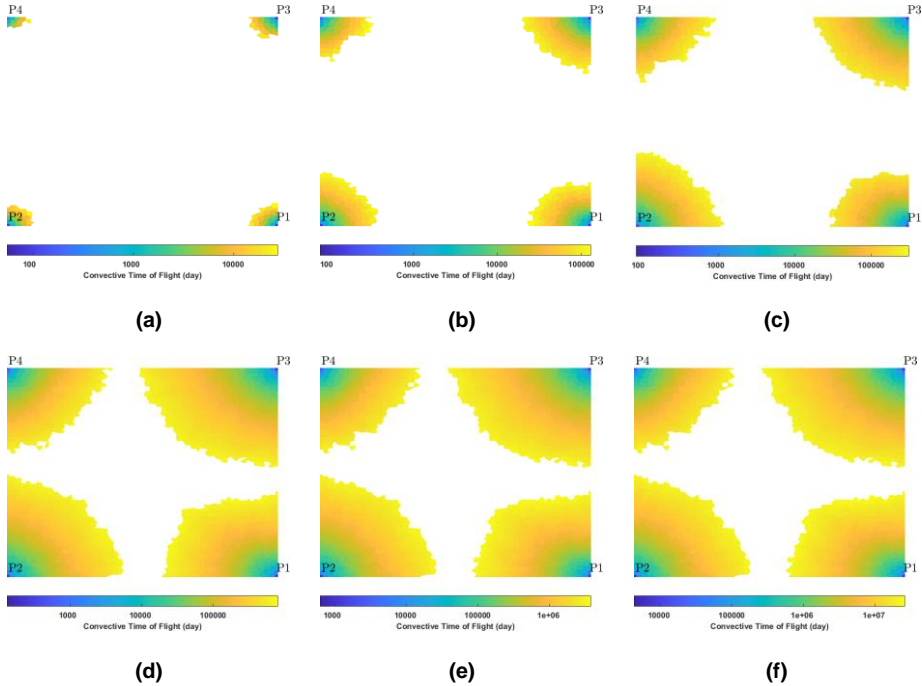 P4 P3 P4 P3 P4 P3
P2 P1 P2 P1 P2 P1
100 1000 10000 100 1000 10000 100000 100 1000 10000 100000
Convective Time of Flight (day) Convective Time of Flight (day) Convective Time of Flight (day)
(a) (b) (c)
P4 P3 P4 P3 P4 P3
P2 P1 P2 P1 P2 P1
1000 10000 100000 1000 10000 100000 1e+06 10000 100000 1e+06 1e+07
Convective Time of Flight (day) Convective Time of Flight (day) Convective Time of Flight (day)
(d) (e) (f)